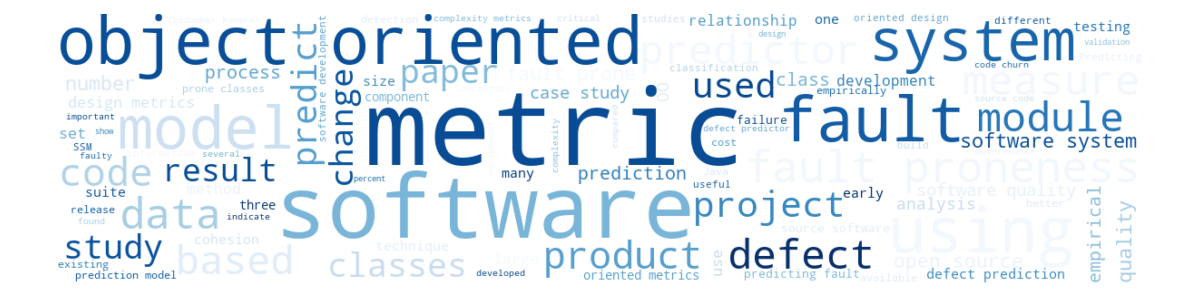 Chidamber Kemerer
detection
complexity metrics
critical
studies
relationship
one
oriented design
different
testing
object
oriented
predictor
system
design
validation
Predicting
process
size
paper
fault prone
classification
code churn
number
prone classes
software development
predict
change
component
case study
go
used
class
development
empirically
measure
design metrics
important
model
metric
fault
module
source code
set
show
failure
defect predictor
cost
software system
SSM
faulty
several
complexity
compared
build
code
result
percent
many
prediction
Java
fault proneness
suite
method
useful
software quality
release
found
data
three
indicate
software
project
early
analysis
better
empirical
quality
study
cohesion
based
technique
large
product
defect
source software
using
open source
existing
prediction model
classes
developed
oriented metrics
use
predicting fault
available
defect prediction